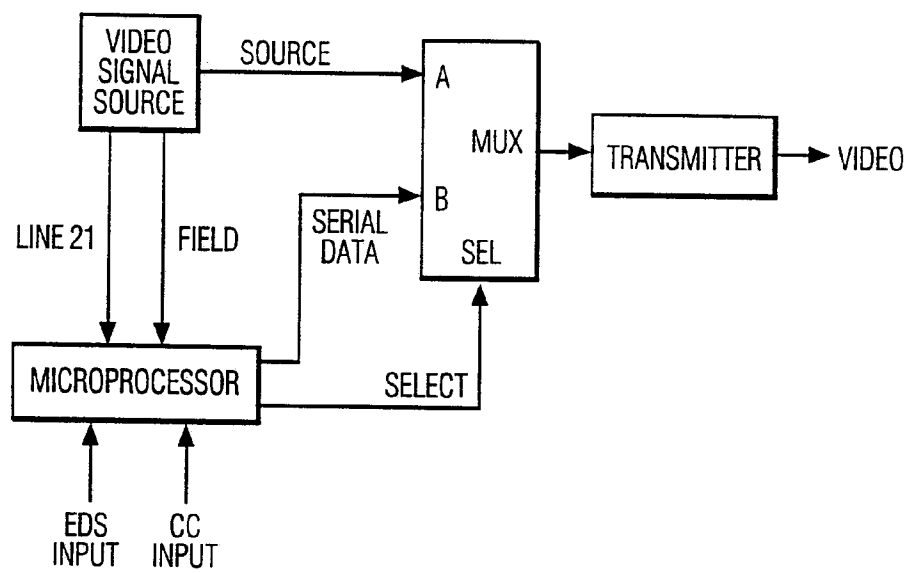 VIDEO
SIGNAL
SOURCE
SOURCE
A
MUX
TRANSMITTER
VIDEO
B
LINE 21
FIELD
SERIAL
DATA
SEL
MICROPROCESSOR
SELECT
EDS
INPUT
CC
INPUT